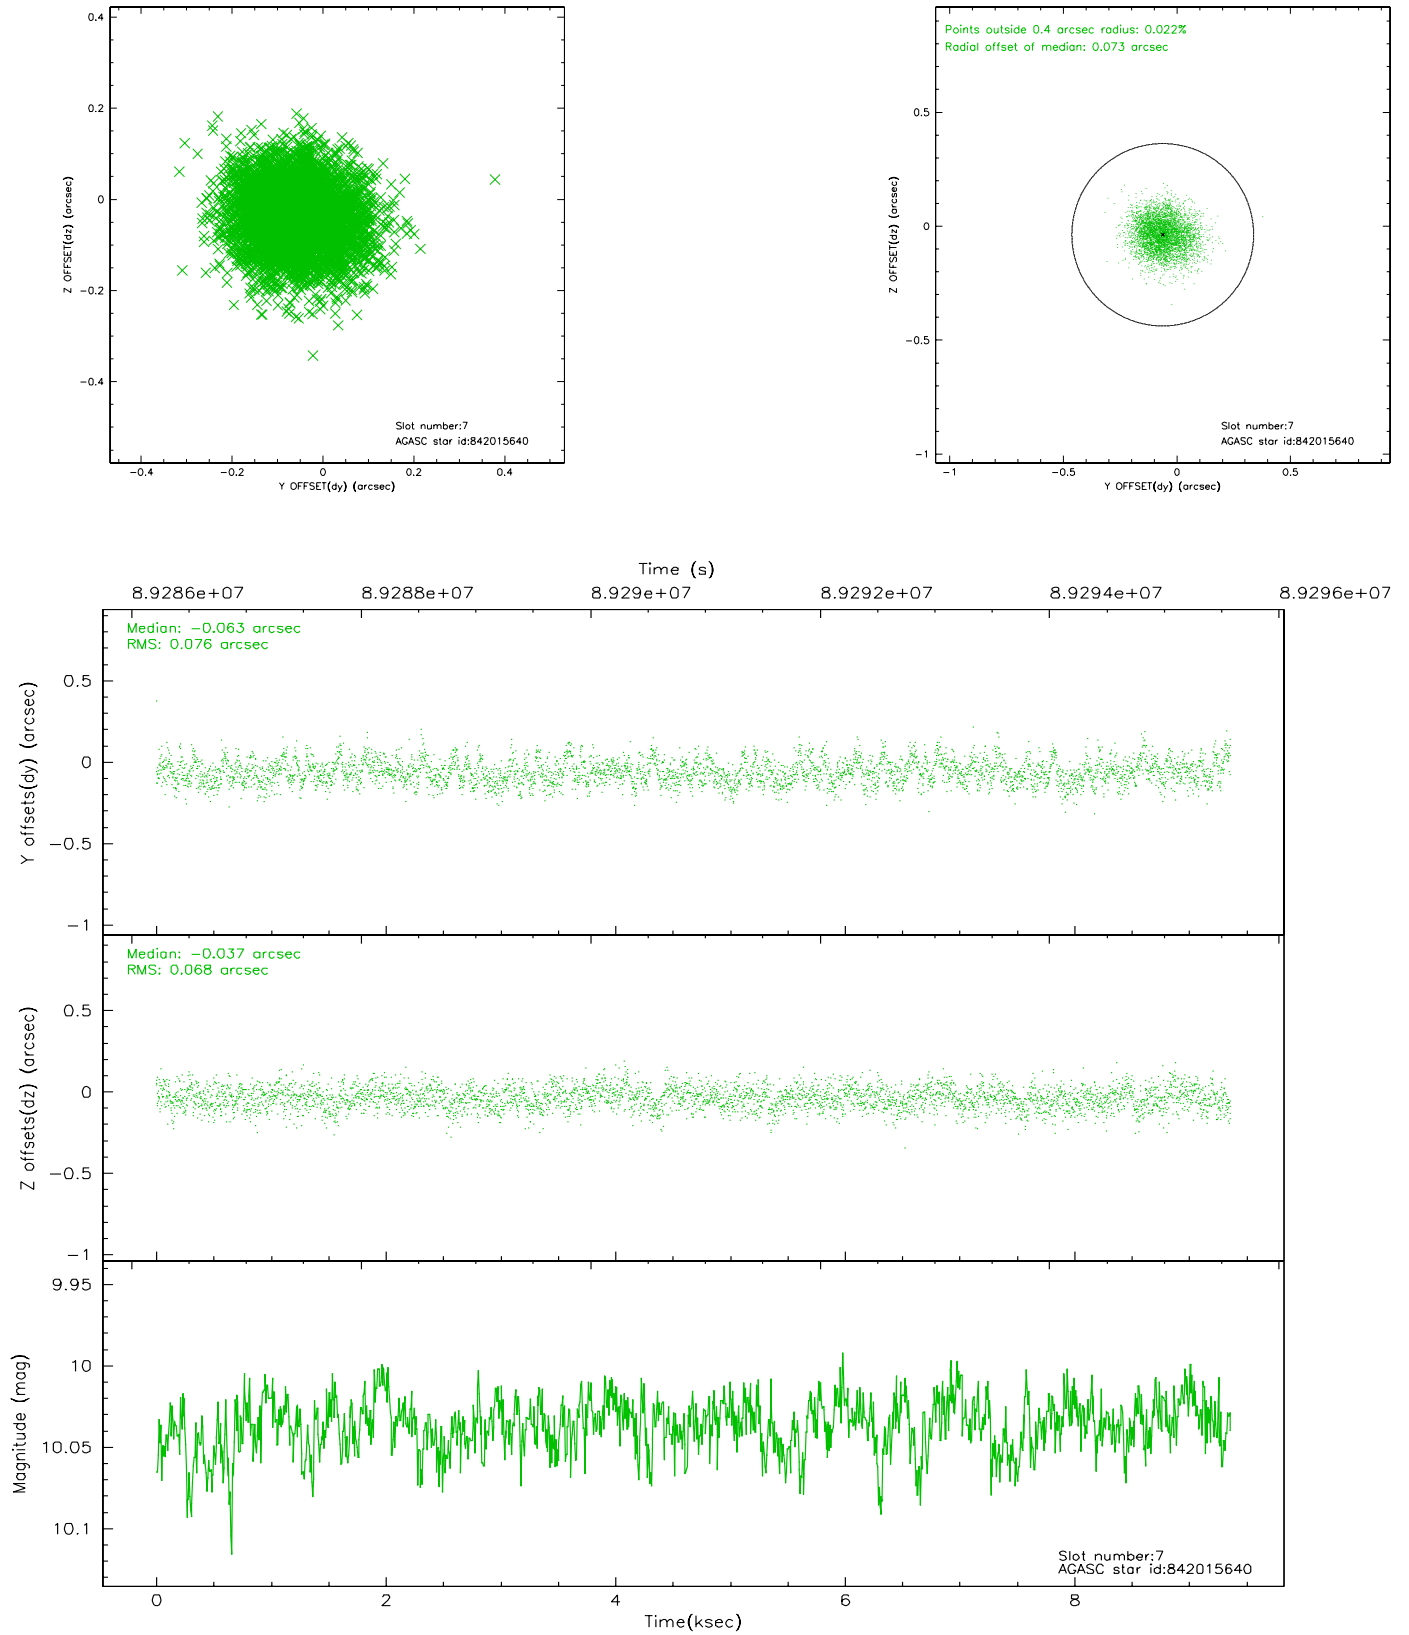 0.4
0.2
0
−0.2
−0.4
Z OFFSET(dz) (arcsec)
Slot number:7
AGASC star id:842015640
−0.4 −0.2 0 0.2 0.4
Y OFFSET(dy) (arcsec)
Points outside 0.4 arcsec radius: 0.022%
Radial offset of median: 0.073 arcsec
0.5
0
−0.5
−1
Z OFFSET(dz) (arcsec)
Slot number:7
AGASC star id:842015640
−1 −0.5 0 0.5
Y OFFSET(dy) (arcsec)
Time (s)
8.9286e+07 8.9288e+07 8.929e+07 8.9292e+07 8.9294e+07 8.9296e+07
Median: −0.063 arcsec
RMS: 0.076 arcsec
0.5
0
−0.5
−1
Y offsets(dy) (arcsec)
Median: −0.037 arcsec
RMS: 0.068 arcsec
0.5
0
−0.5
−1
Z offsets(dz) (arcsec)
9.95
10
10.05
10.1
Magnitude (mag)
Slot number:7
AGASC star id:842015640
0 2 4 6 8
Time(ksec)